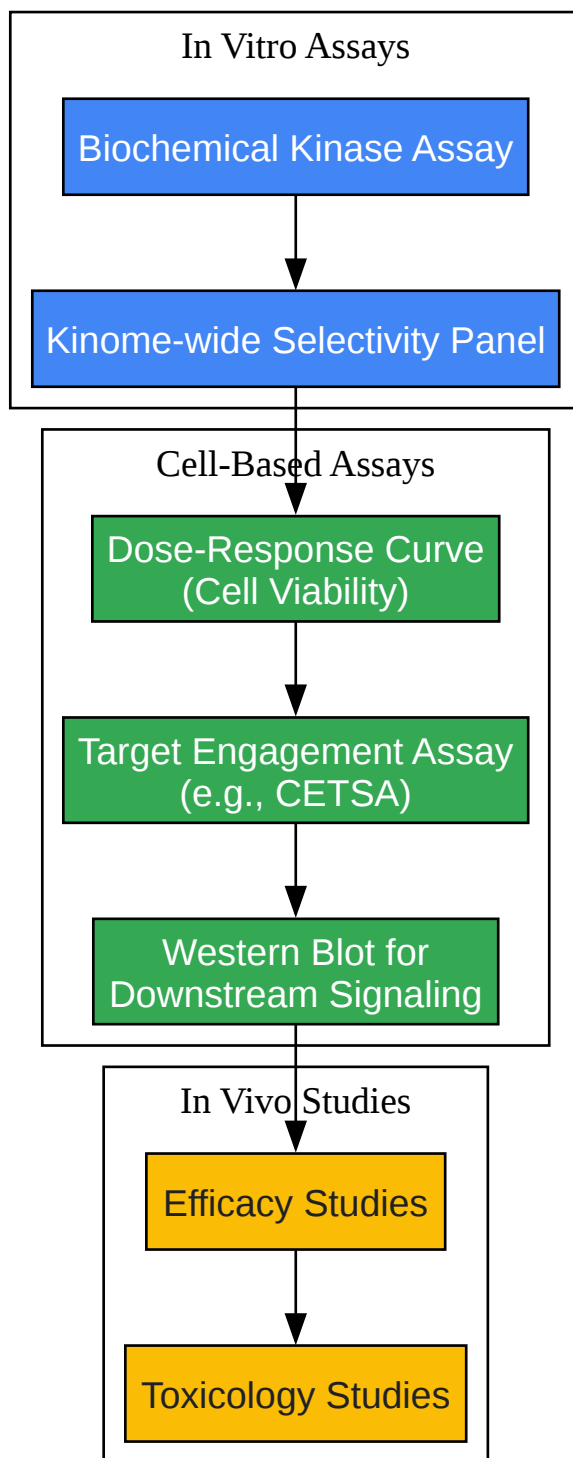 In Vitro Assays
Biochemical Kinase Assay
Kinome-wide Selectivity Panel
Cell-Based Assays
Dose-Response Curve
(Cell Viability)
Target Engagement Assay
(e.g., CETSA)
Western Blot for
Downstream Signaling
In Vivo Studies
Efficacy Studies
Toxicology Studies